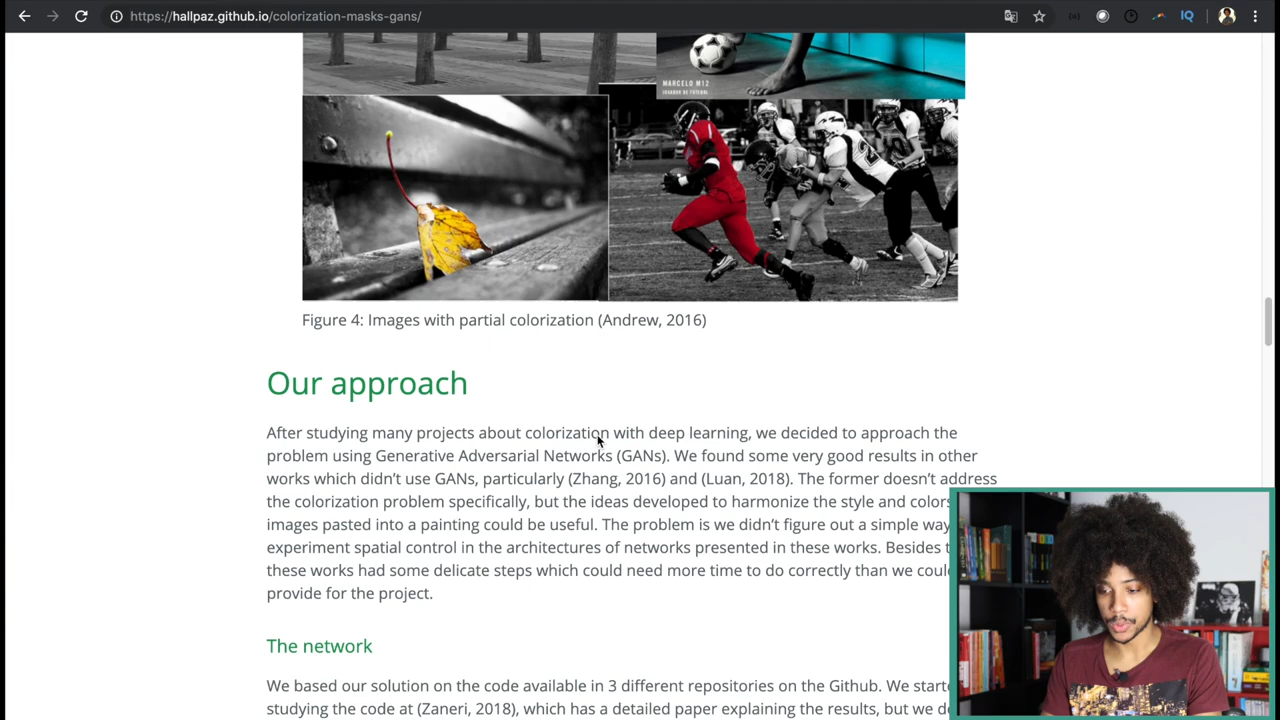 https://hallpaz.github.io/colorization-masks-gans/
IQ
MARCELO M12
JOGADOR DE FUTEBOL
2
Figure 4: Images with partial colorization (Andrew, 2016)
Our approach
After studying many projects about colorization with deep learning, we decided to approach the
problem using Generative Adversarial Networks (GANs). We found some very good results in other
works which didn't use GANs, particularly (Zhang, 2016) and (Luan, 2018). The former doesn't address
the colorization problem specifically, but the ideas developed to harmonize the style and colors
images pasted into a painting could be useful. The problem is we didn't figure out a simple way
experiment spatial control in the architectures of networks presented in these works. Besides t
these works had some delicate steps which could need more time to do correctly than we coul
provide for the project.
The network
We based our solution on the code available in 3 different repositories on the Github. We start
studying the code at (Zaneri, 2018), which has a detailed paper explaining the results, but we d